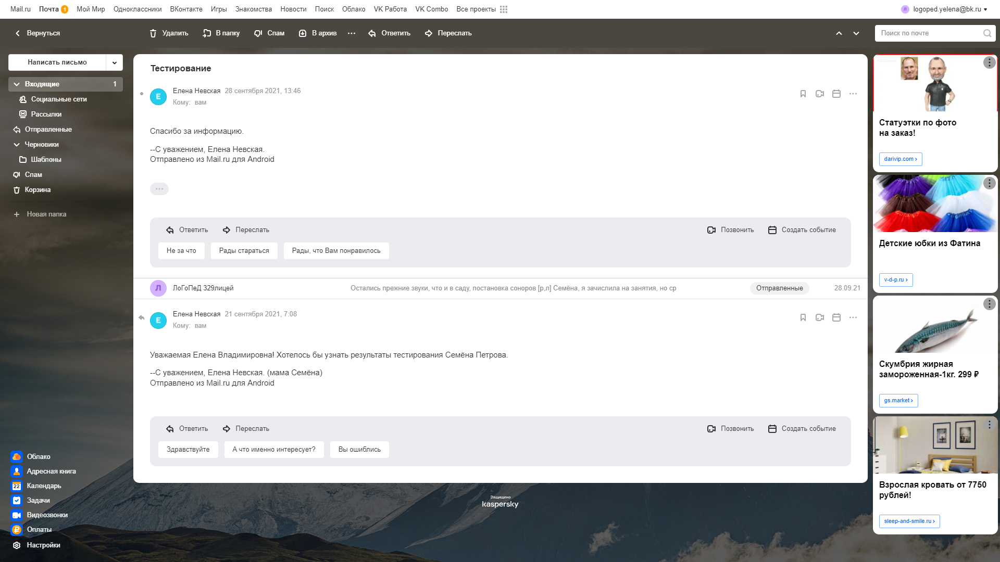 Mail.ru Почта 1 Мой Мир Одноклассники ВКонтакте Игры Знакомства Новости Поиск Облако VK Работа VK Combo Все проекты
logoped.yelena@bk.ru
Вернуться
Удалить В папку Спам В архив Ответить Переслать
Поиск по почте
Написать письмо
Входящие 1
Социальные сети
Рассылки
Отправленные
Черновики
Шаблоны
Спам
Корзина
Новая папка
Облако
Адресная книга
22 Календарь
Задачи
Видеозвонки
Оплаты
Настройки
Тестирование
Е Елена Невская 28 сентября 2021, 13:46
Кому: вам
Спасибо за информацию.
--С уважением, Елена Невская.
Отправлено из Mail.ru для Android
Ответить Переслать Позвонить Создать событие
Не за что Рады стараться Рады, что Вам понравилось
Л ЛоГоПеД 329лицей Остались прежние звуки, что и в саду, постановка соноров [р,л] Семёна, я зачислила на занятия, но ср Отправленные 28.09.21
Е Елена Невская 21 сентября 2021, 7:08
Кому: вам
Уважаемая Елена Владимировна! Хотелось бы узнать результаты тестирования Семёна Петрова.
--С уважением, Елена Невская. (мама Семёна)
Отправлено из Mail.ru для Android
Ответить Переслать Позвонить Создать событие
Здравствуйте А что именно интересует? Вы ошиблись
Защищено
kaspersky
Статуэтки по фото
на заказ!
darivip.com
Детские юбки из Фатина
v-d-p.ru
Скумбрия жирная
замороженная-1кг. 299 ₽
gs.market
Взрослая кровать от 7750
рублей!
sleep-and-smile.ru